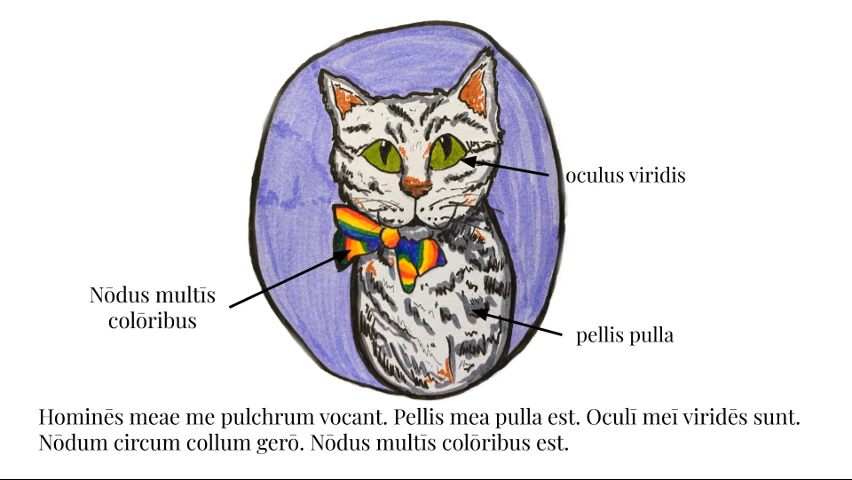 oculus viridis
Nōdus multīs
colōribus
pellis pulla
Hominēs meae me pulchrum vocant. Pellis mea pulla est. Oculī meī viridēs sunt.
Nōdum circum collum gerō. Nōdus multīs colōribus est.